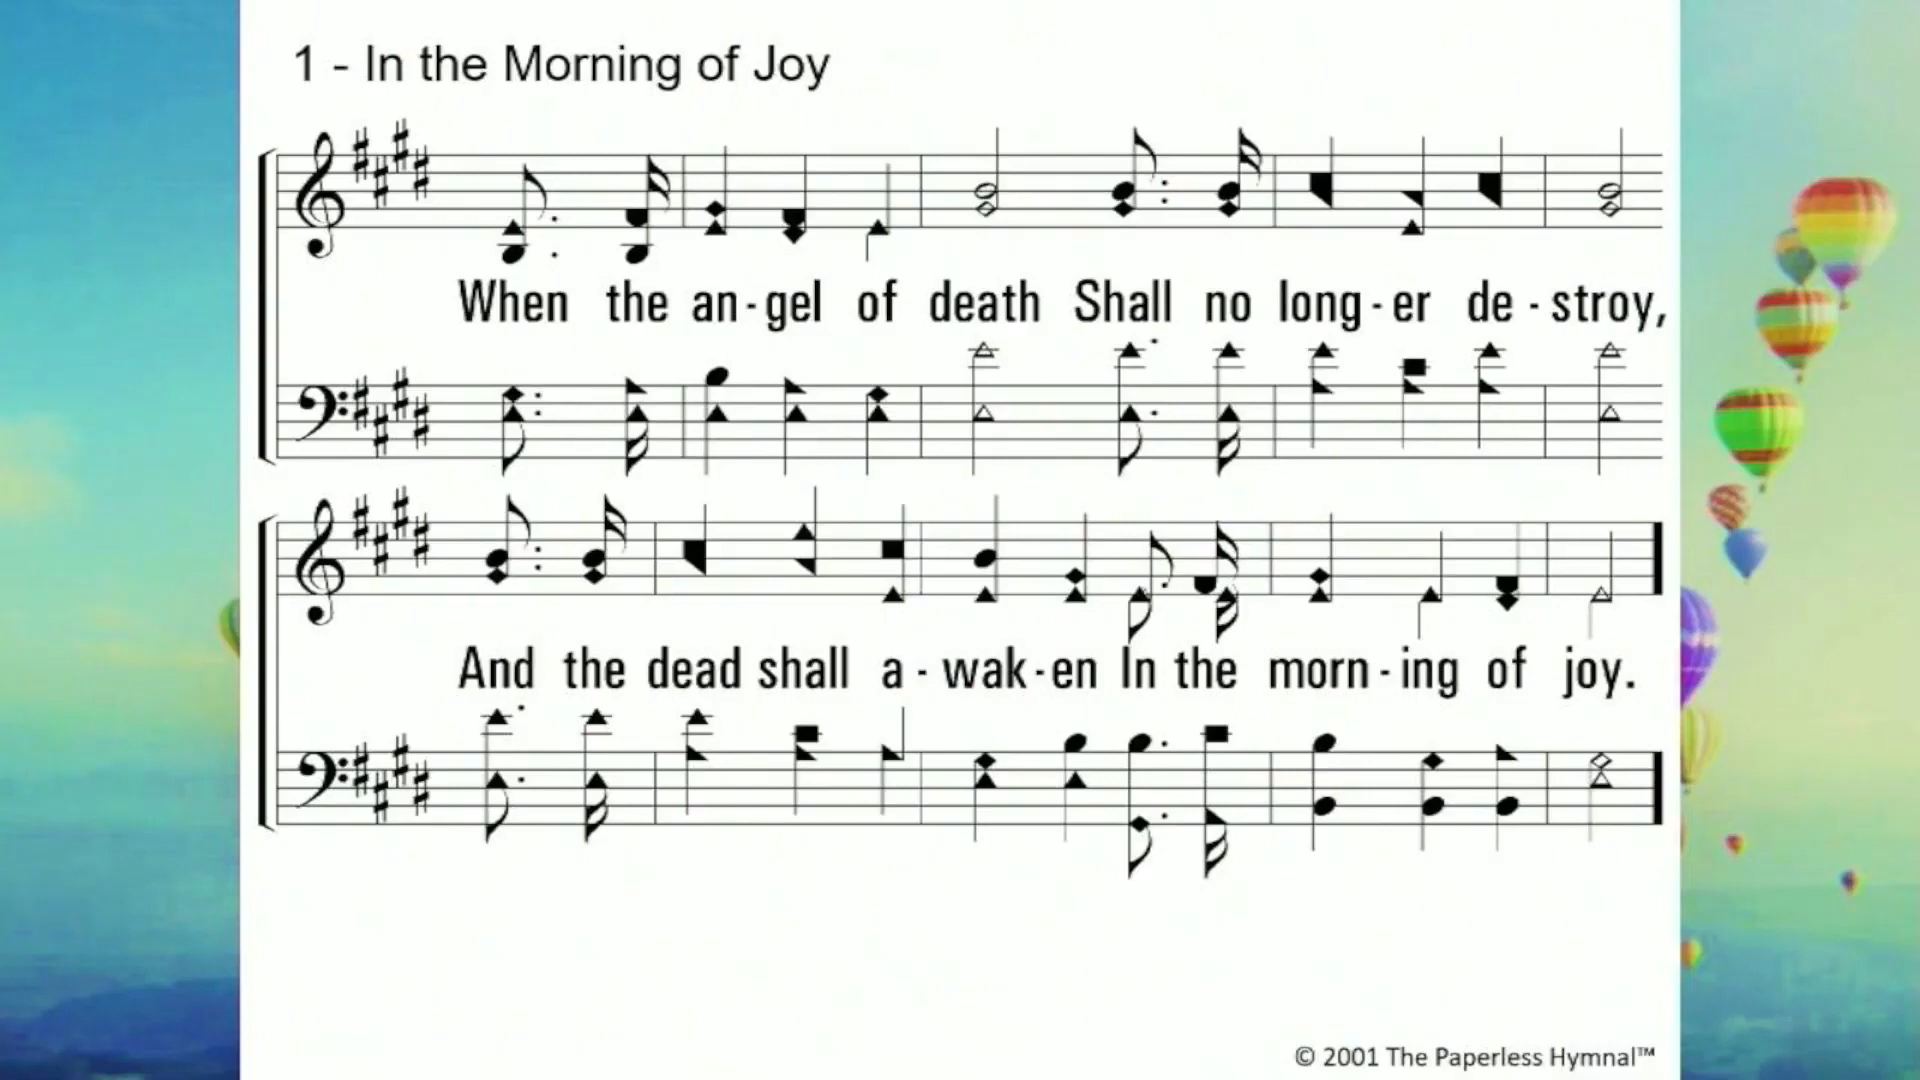 1 - In the Morning of Joy
When the an - gel of death Shall no long - er de - stroy,
And the dead shall a - wak - en In the morn - ing of joy.
© 2001 The Paperless Hymnal™